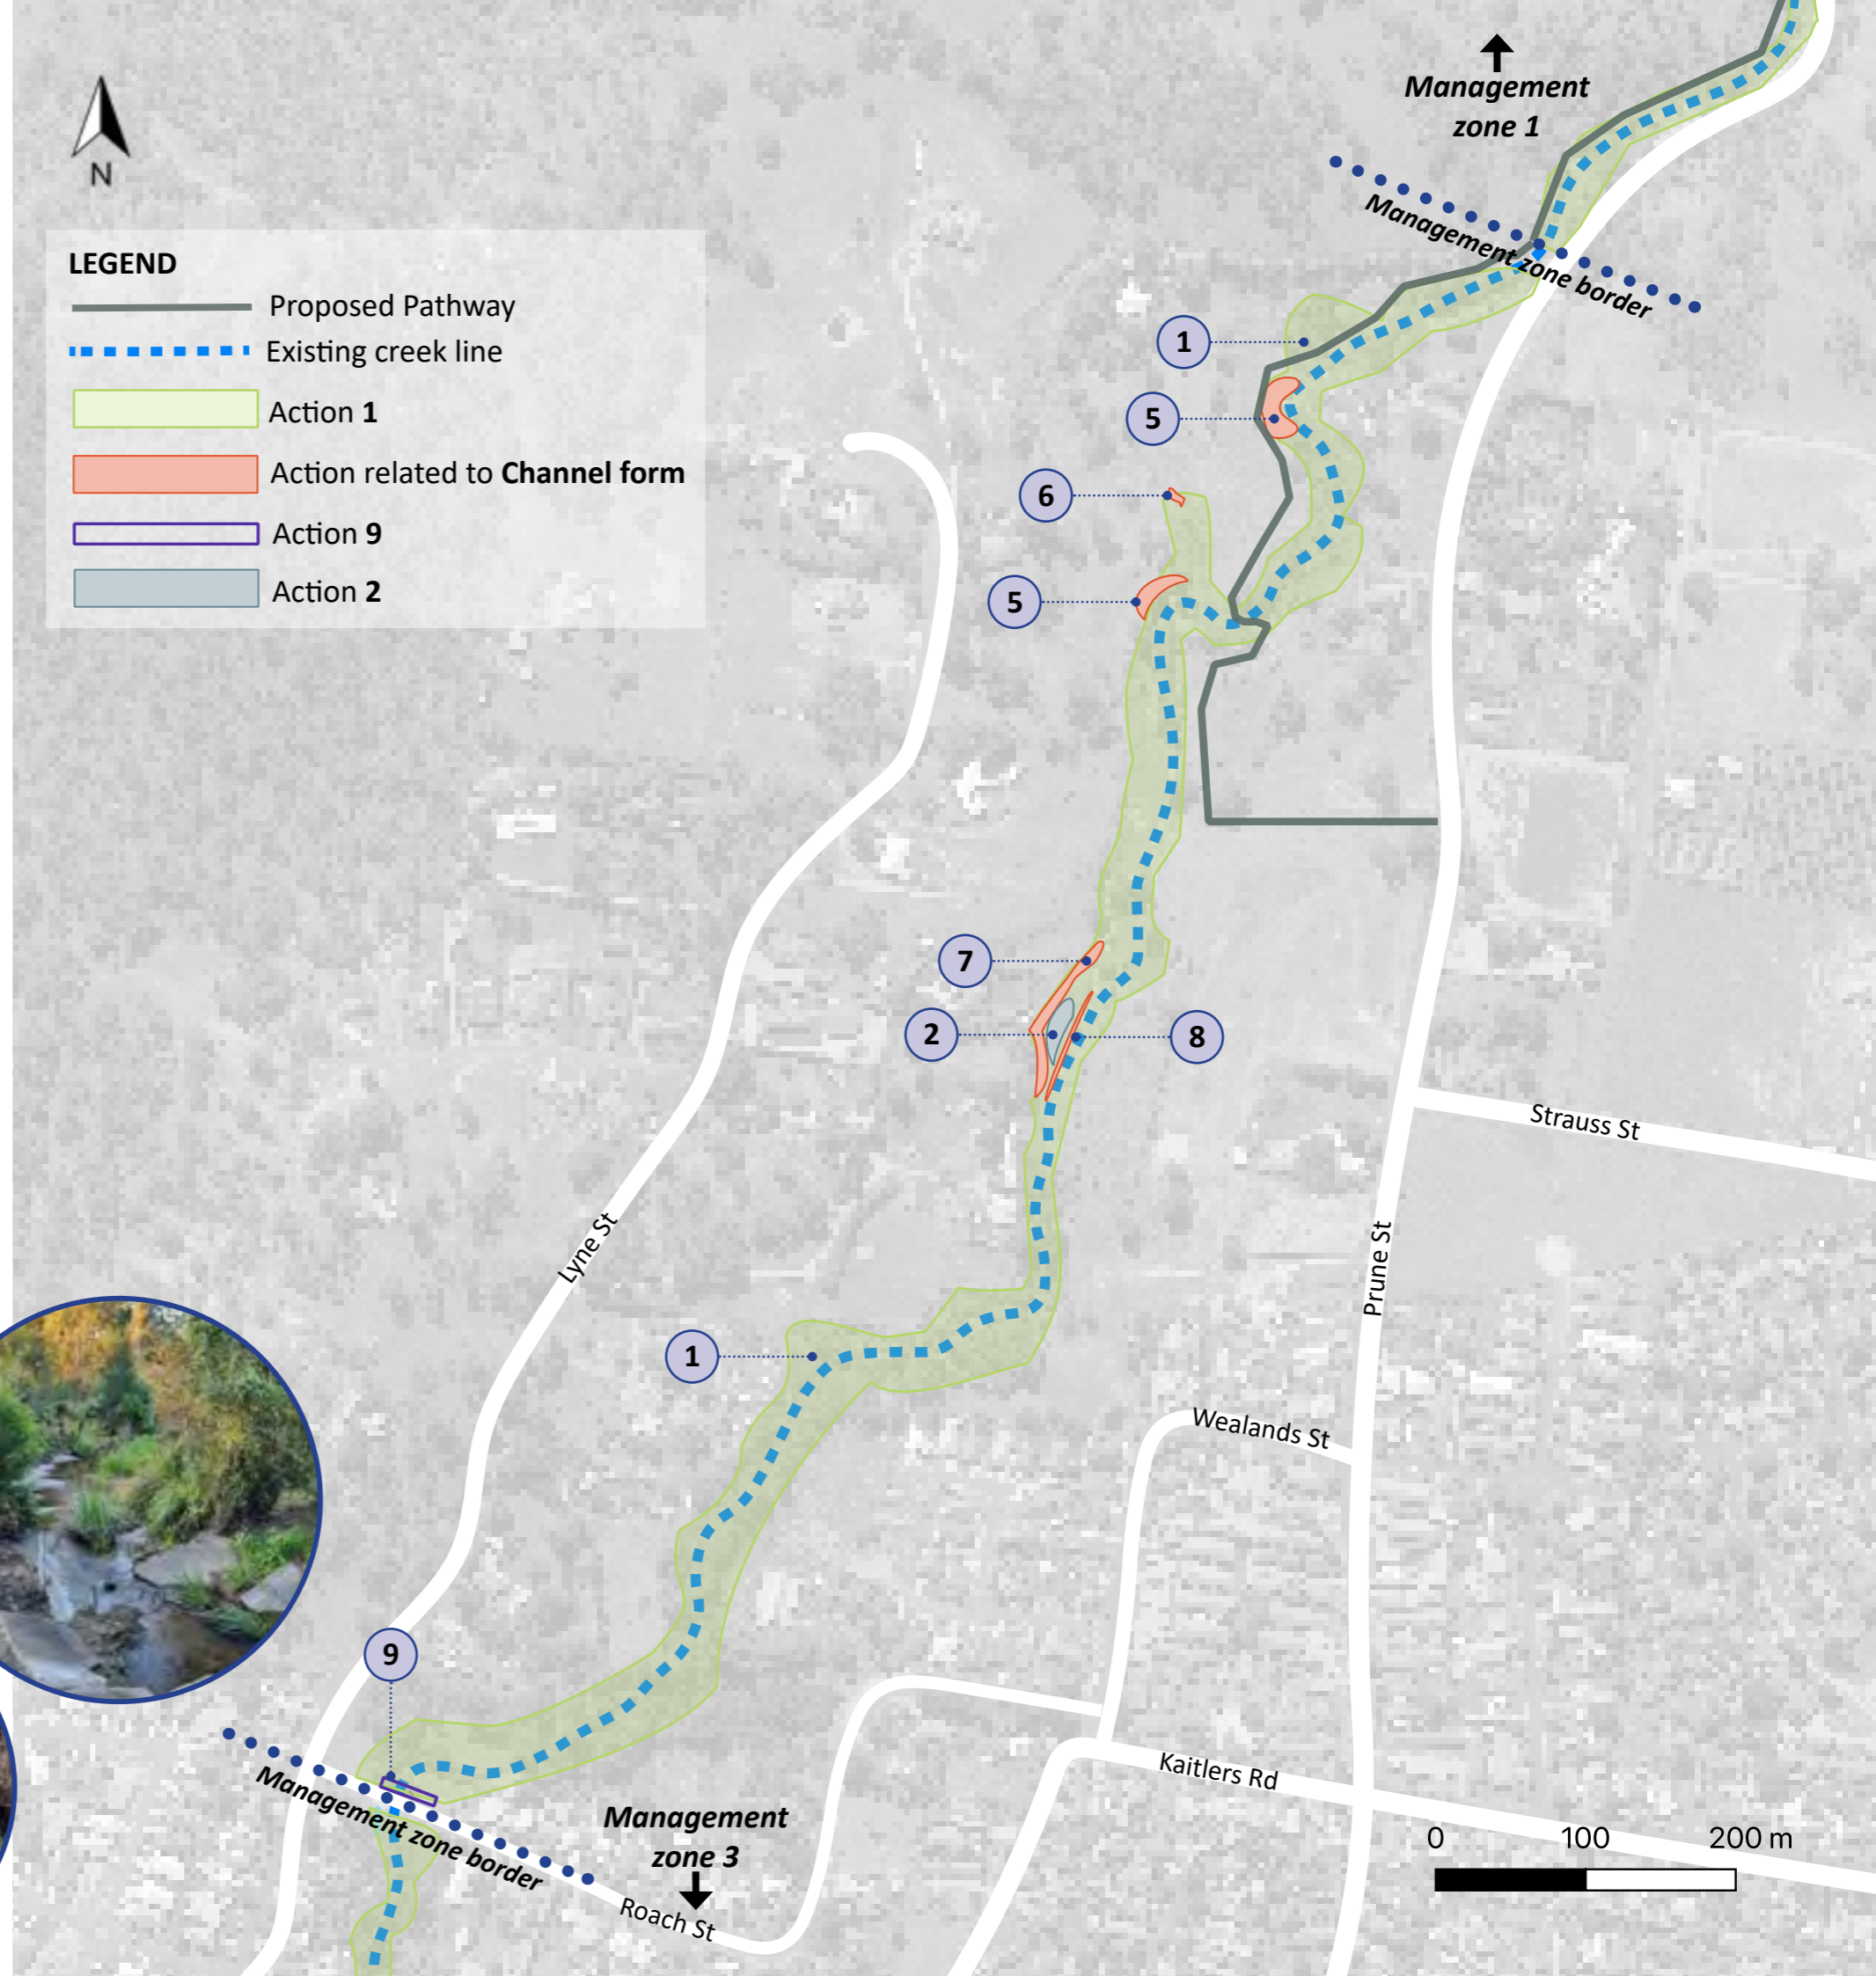 Management
zone 1
Management zone border
N
LEGEND
Proposed Pathway
Existing creek line
Action 1
Action related to Channel form
Action 9
Action 2
1
5
6
5
7
2
8
Strauss St
Prune St
Lyne St
1
Wealands St
9
Kaitlers Rd
Management zone border
Management
zone 3
Roach St
0 100 200 m